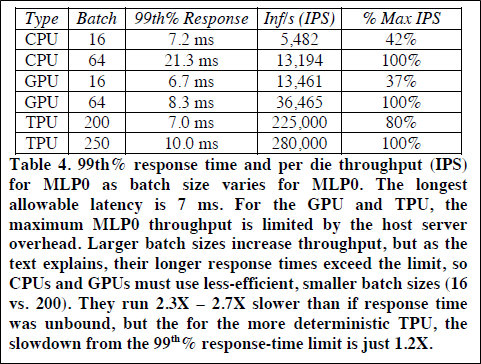 Type Batch 99th% Response Inf/s (IPS) % Max IPS
CPU 16 7.2 ms 5,482 42%
CPU 64 21.3 ms 13,194 100%
GPU 16 6.7 ms 13,461 37%
GPU 64 8.3 ms 36,465 100%
TPU 200 7.0 ms 225,000 80%
TPU 250 10.0 ms 280,000 100%
Table 4. 99th% response time and per die throughput (IPS)
for MLP0 as batch size varies for MLP0. The longest
allowable latency is 7 ms. For the GPU and TPU, the
maximum MLP0 throughput is limited by the host server
overhead. Larger batch sizes increase throughput, but as the
text explains, their longer response times exceed the limit, so
CPUs and GPUs must use less-efficient, smaller batch sizes (16
vs. 200). They run 2.3X – 2.7X slower than if response time
was unbound, but the for the more deterministic TPU, the
slowdown from the 99th% response-time limit is just 1.2X.